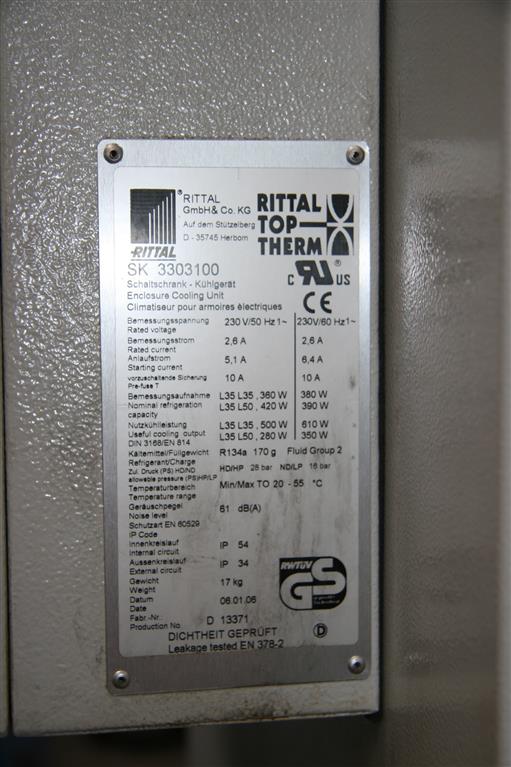 ®RITTAL
GmbH & Co. KG
Auf dem Stützelberg
D - 35745 Herborn
RITTAL
RITTAL
TOP
THERM
®
C RU US
SK 3303100
CE
Schaltschrank - Kühlgerät
Enclosure Cooling Unit
Climatiseur pour armoires électriques
Bemessungsspannung 230 V/50 Hz 1~ 230V/60 Hz 1~
Rated voltage
Bemessungsstrom 2,6 A 2,6 A
Rated current
Anlaufstrom 5,1 A 6,4 A
Starting current
vorzuschaltende Sicherung 10 A 10 A
Pre-fuse T
Bemessungsaufnahme L35 L35 , 360 W 380 W
Nominal refrigeration L35 L50 , 420 W 390 W
capacity
Nutzkühlleistung L35 L35 , 500 W 610 W
Useful cooling output L35 L50 , 280 W 350 W
DIN 3168/EN 814
Kältemittel/Füllgewicht R134a 170 g Fluid Group 2
Refrigerant/Charge
Zul. Druck (PS) HD/ND HD/HP 28 bar ND/LP 16 bar
allowable pressure (PS)HP/LP
Temperaturbereich Min/Max TO 20 - 55 °C
Temperature range
Geräuschpegel 61 dB(A)
Noise level
Schutzart EN 60529
IP Code
Innenkreislauf IP 54
Internal circuit
Aussenkreislauf IP 34
External circuit
Gewicht 17 kg
Weight
Datum 06.01.06
Date
Fabr.-Nr.: D 13371
Production No
RWTÜV
GS
DICHTHEIT GEPRÜFT D
Leakage tested EN 378-2